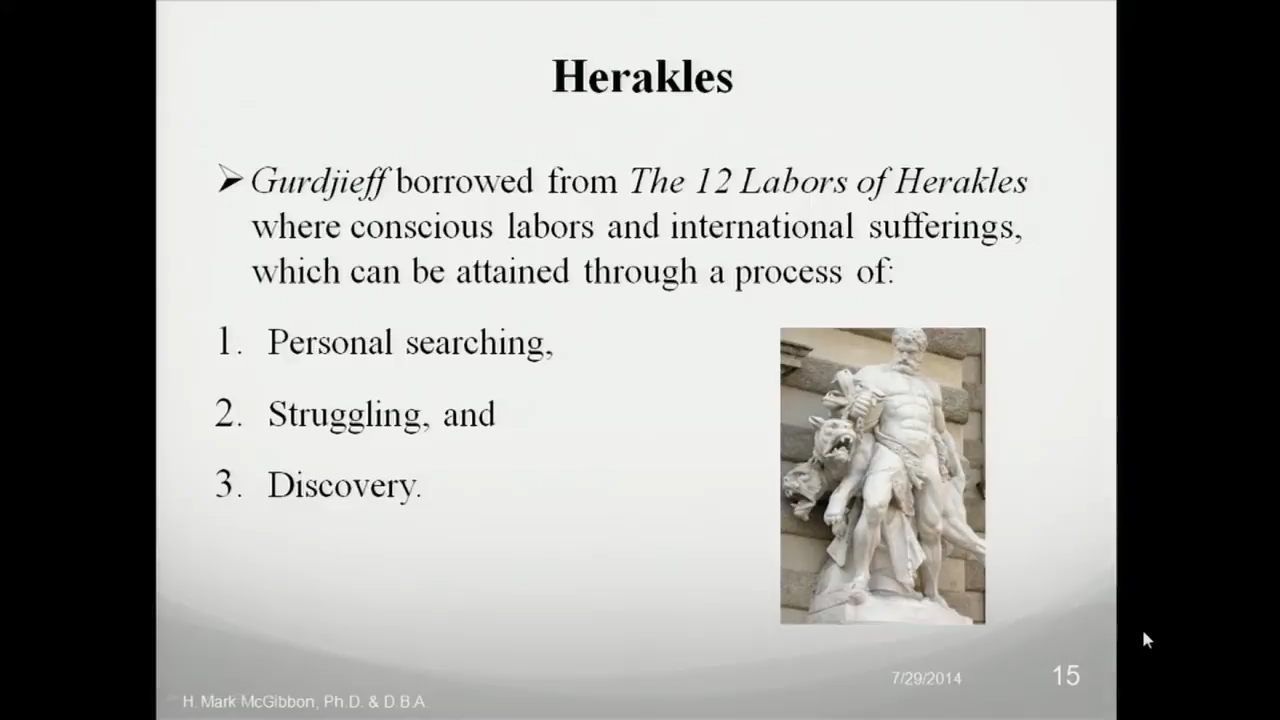 Herakles
Gurdjieff borrowed from The 12 Labors of Herakles
where conscious labors and international sufferings,
which can be attained through a process of:
1. Personal searching,
2. Struggling, and
3. Discovery.
7/29/2014
15
H. Mark McGibbon, Ph.D. & D.B.A.